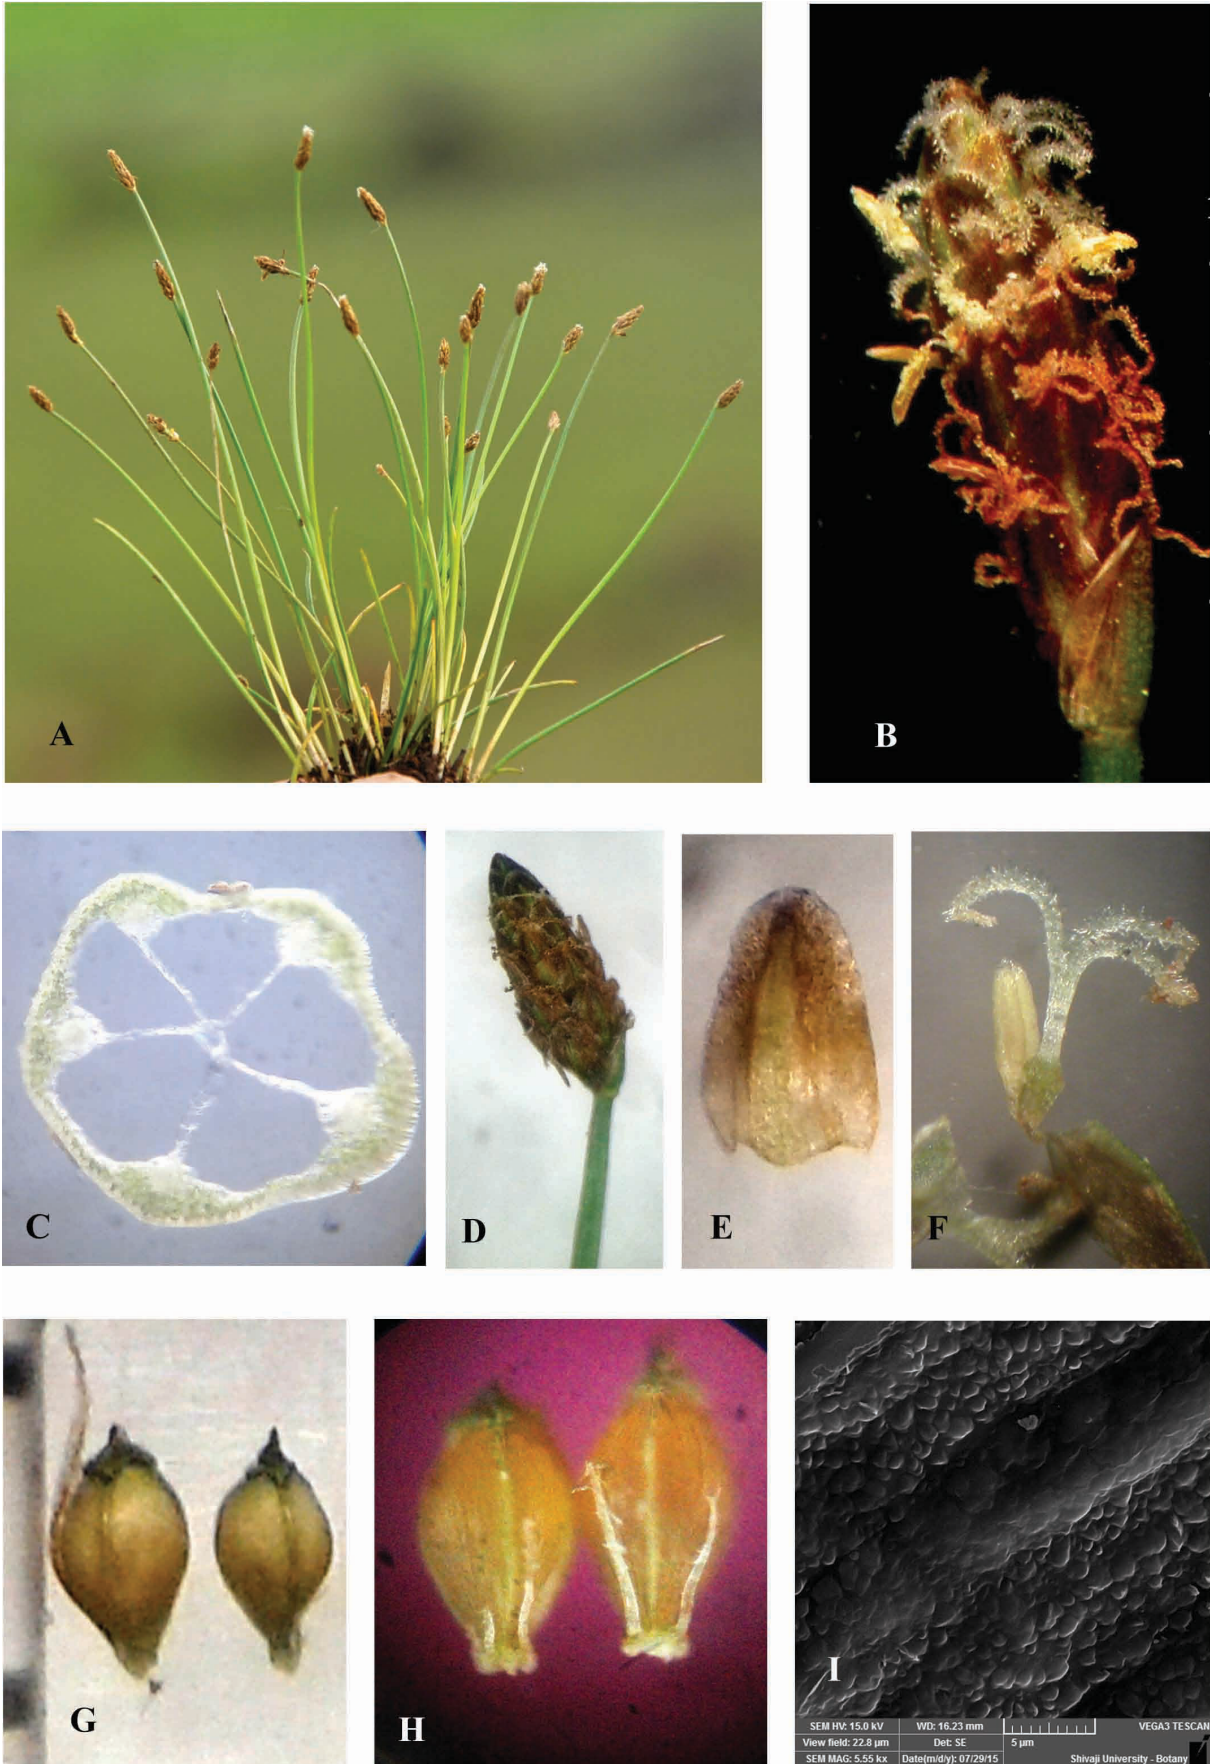 A
B
C
D
E
F
G
H
I
SEM HV: 15.0 kV WD: 16.23 mm VEGA3 TESCAN
View field: 22.8 µm Det: SE 5 µm
SEM MAG: 5.55 kx Date(m/d/y): 07/29/15 Shivaji University - Botany